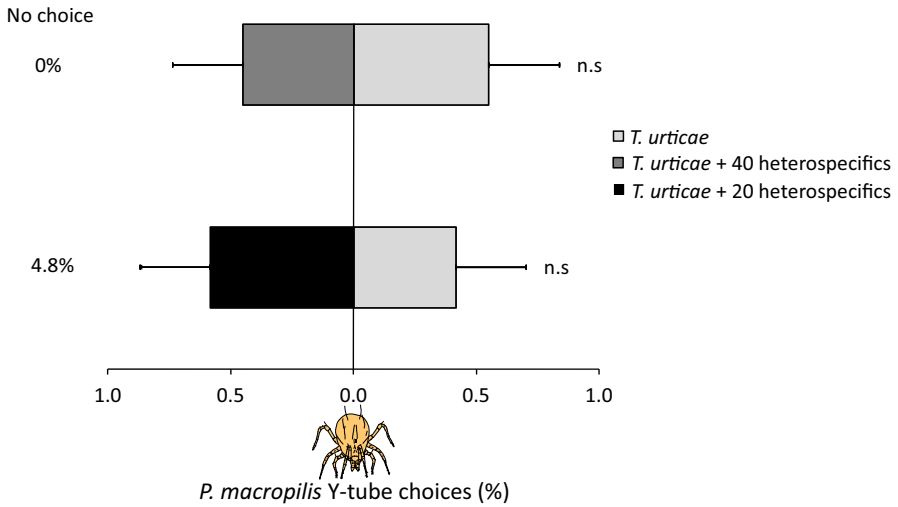 No choice
0%
n.s
T. urticae
T. urticae + 40 heterospecifics
T. urticae + 20 heterospecifics
4.8%
n.s
1.0 0.5 0.0 0.5 1.0
P. macropilis Y-tube choices (%)